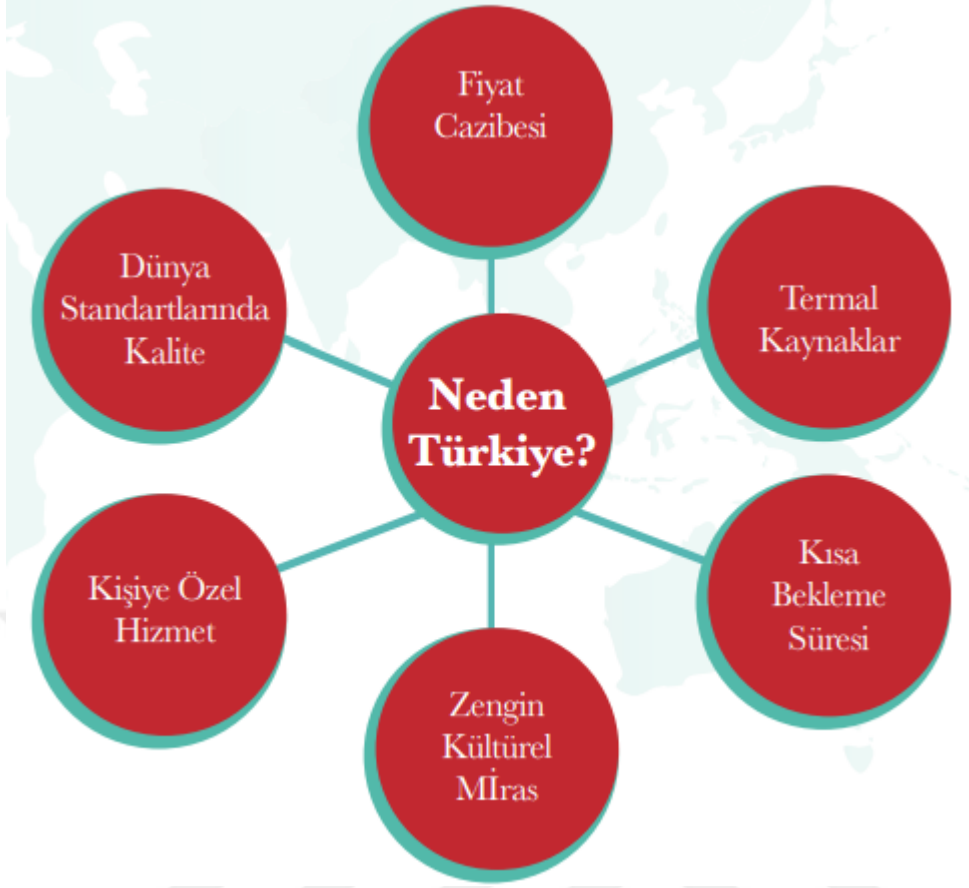 Fiyat
Cazibesi
Dünya
Standartlarında
Kalite
Termal
Kaynaklar
Neden
Türkiye?
Kişiye Özel
Hizmet
Kısa
Bekleme
Süresi
Zengin
Kültürel
Mİras